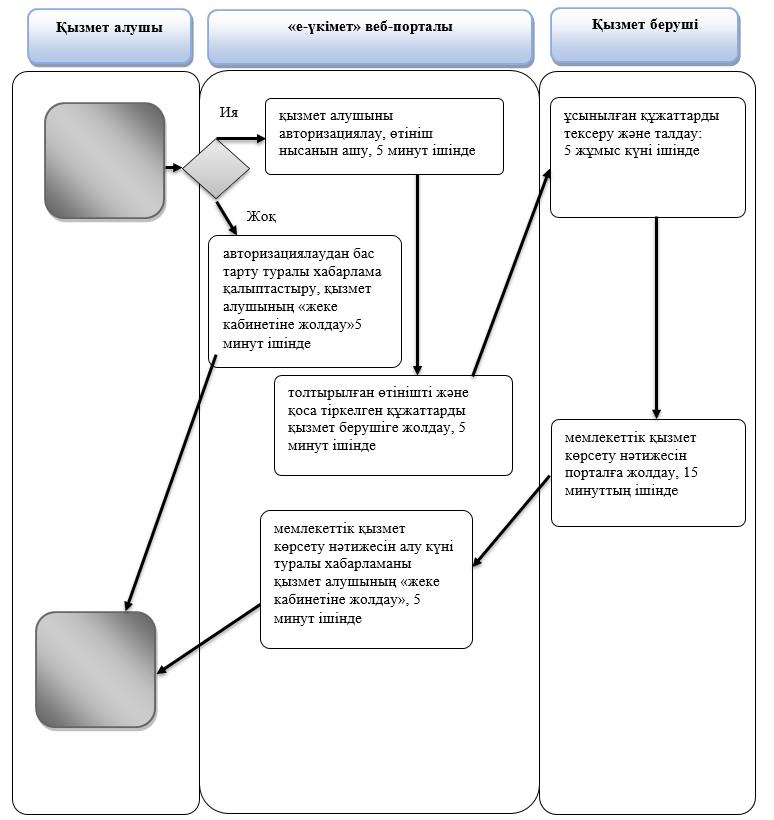 Қызмет алушы
«е-үкімет» веб-порталы
Қызмет беруші
Ия
қызмет алушыны
авторизациялау, өтініш
нысанын ашу, 5 минут ішінде
ұсынылған құжаттарды
тексеру және талдау:
5 жұмыс күні ішінде
Жоқ
авторизациялаудан бас
тарту туралы хабарлама
қалыптастыру, қызмет
алушының «жеке
кабинетіне жолдау»5
минут ішінде
толтырылған өтінішті және
қоса тіркелген құжаттарды
қызмет берушіге жолдау, 5
минут ішінде
мемлекеттік қызмет
көрсету нәтижесін
порталға жолдау, 15
минуттың ішінде
мемлекеттік қызмет
көрсету нәтижесін алу күні
туралы хабарламаны
қызмет алушының «жеке
кабинетіне жолдау», 5
минут ішінде